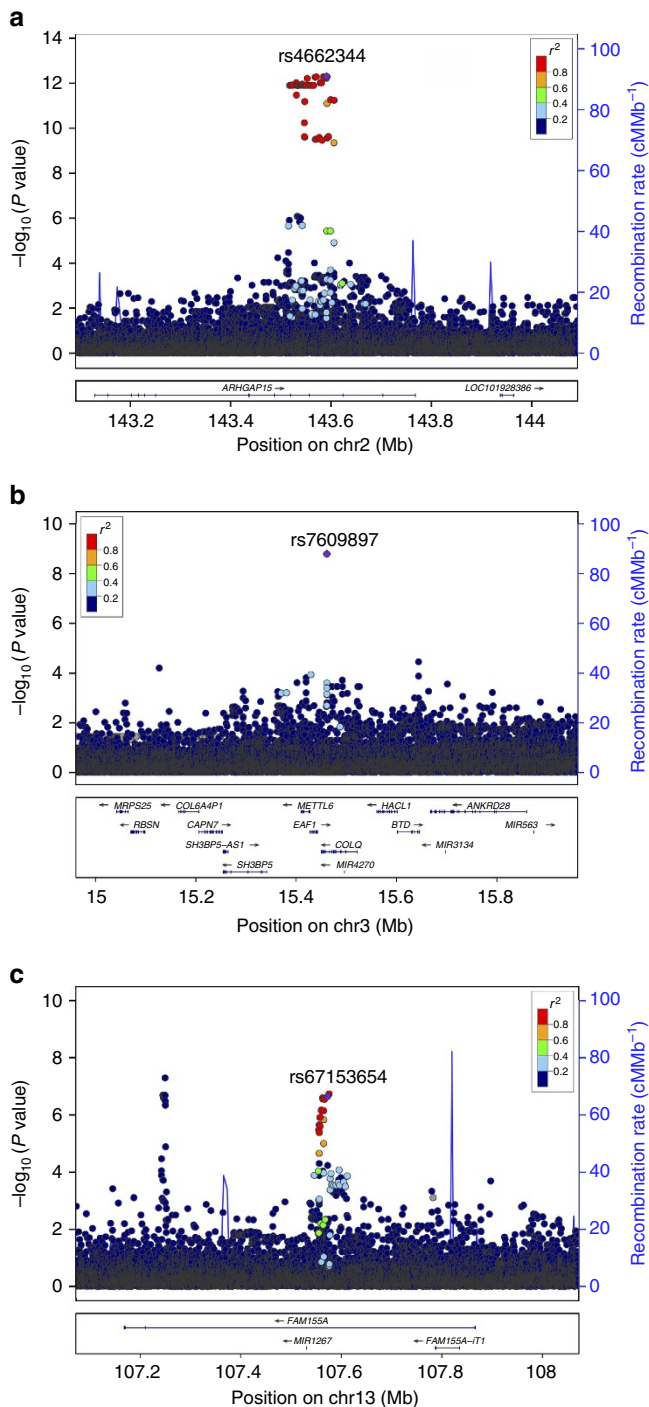 a
14
12
10
8
6
4
2
0
–log10 (P value)
rs4662344
r2
0.8
0.6
0.4
0.2
100
80
60
40
20
0
Recombination rate (cMMb–1)
ARHGAP15
LOC101928386
143.2
143.4
143.6
143.8
144
Position on chr2 (Mb)
b
10
8
6
4
2
0
–log10 (P value)
r2
0.8
0.6
0.4
0.2
rs7609897
100
80
60
40
20
0
Recombination rate (cMMb–1)
MRPS25
COL6A4P1
METTL6
HACL1
ANKRD28
RBSN
CAPN7
EAF1
BTD
MIR563
SH3BP5–AS1
COLQ
MIR3134
SH3BP5
MIR4270
15
15.2
15.4
15.6
15.8
Position on chr3 (Mb)
c
10
8
6
4
2
0
–log10 (P value)
rs67153654
r2
0.8
0.6
0.4
0.2
100
80
60
40
20
0
Recombination rate (cMMb–1)
FAM155A
MIR1267
FAM155A–iT1
107.2
107.4
107.6
107.8
108
Position on chr13 (Mb)